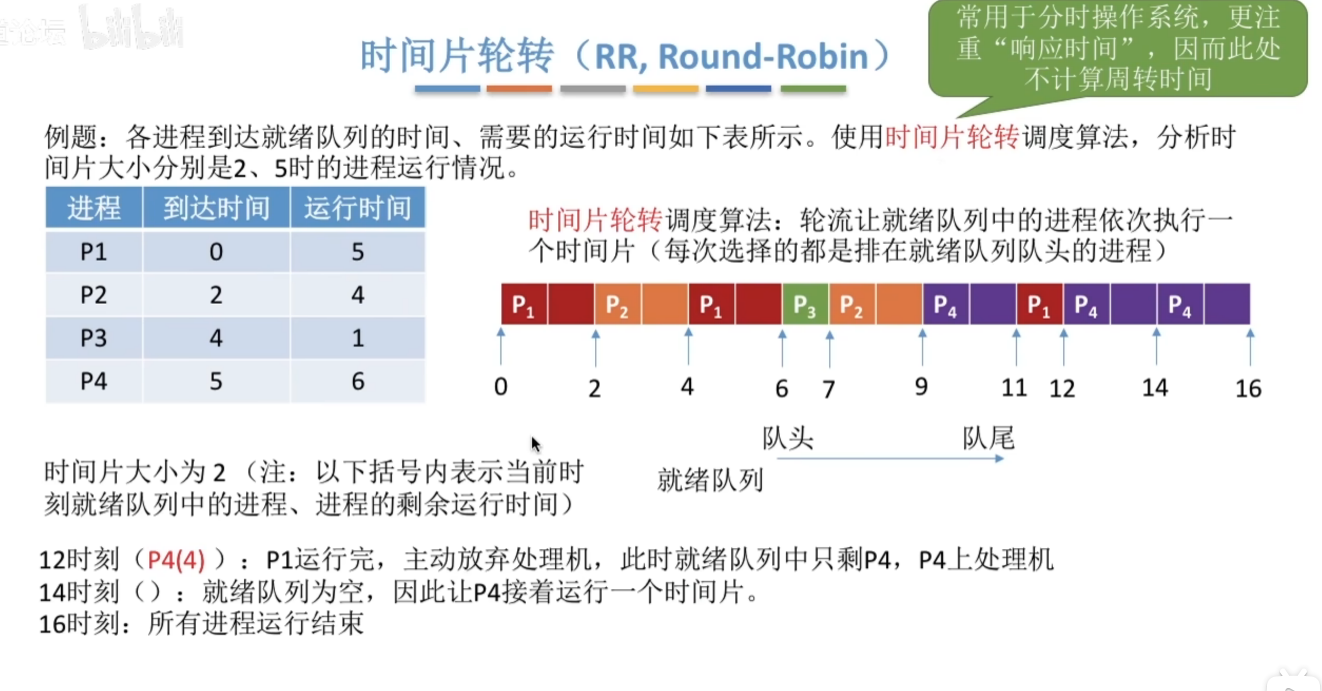 论坛 bilibili
常用于分时操作系统，更注
重“响应时间”，因而此处
不计算周转时间
时间片轮转（RR, Round-Robin）
例题：各进程到达就绪队列的时间、需要的运行时间如下表所示。使用时间片轮转调度算法，分析时
间片大小分别是2、5时的进程运行情况。
进程 到达时间 运行时间
P1 0 5
P2 2 4
P3 4 1
P4 5 6
时间片轮转调度算法：轮流让就绪队列中的进程依次执行一
个时间片（每次选择的都是排在就绪队列队头的进程）
P1 P2 P1 P3 P2 P4 P1 P4 P4
0 2 4 6 7 9 11 12 14 16
队头 队尾
就绪队列
时间片大小为 2 （注：以下括号内表示当前时
刻就绪队列中的进程、进程的剩余运行时间）
12时刻（P4(4) ）：P1运行完，主动放弃处理机，此时就绪队列中只剩P4，P4上处理机
14时刻（）：就绪队列为空，因此让P4接着运行一个时间片。
16时刻：所有进程运行结束